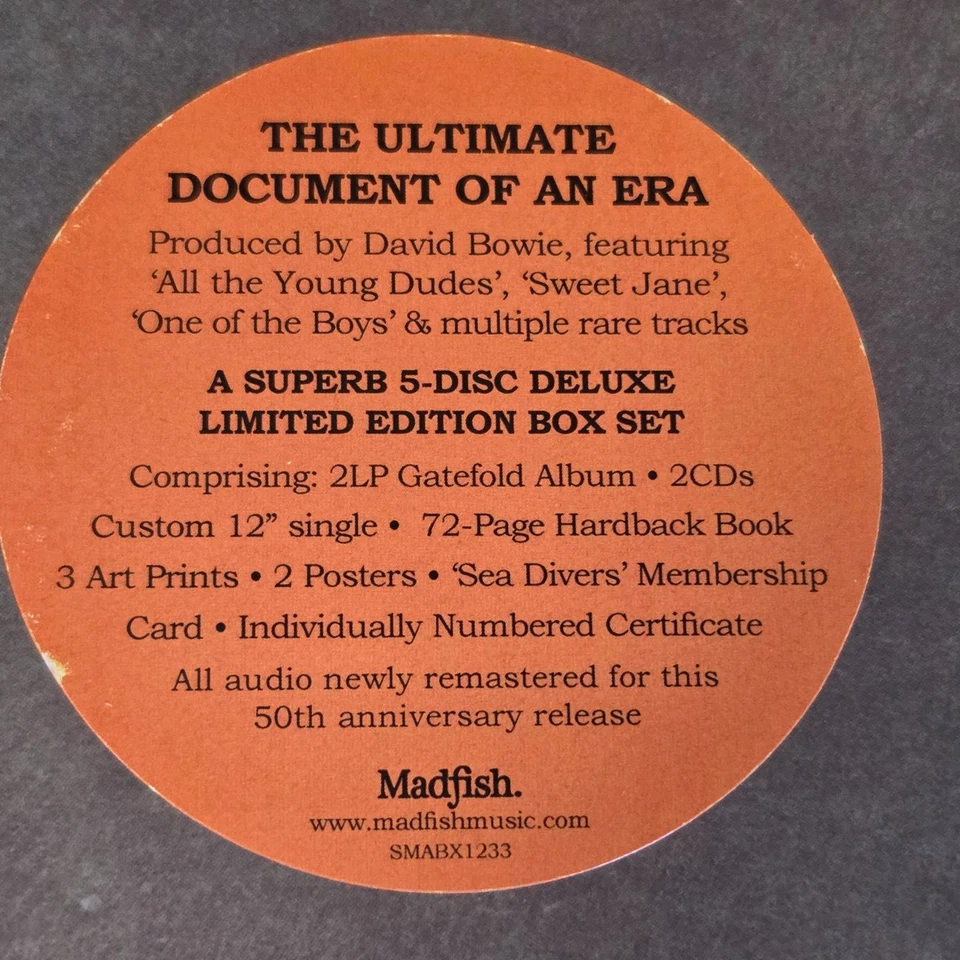 THE ULTIMATE
DOCUMENT OF AN ERA
Produced by David Bowie, featuring
‘All the Young Dudes’, ‘Sweet Jane’,
‘One of the Boys’ & multiple rare tracks
A SUPERB 5-DISC DELUXE
LIMITED EDITION BOX SET
Comprising: 2LP Gatefold Album • 2CDs
Custom 12” single • 72-Page Hardback Book
3 Art Prints • 2 Posters • ‘Sea Divers’ Membership
Card • Individually Numbered Certificate
All audio newly remastered for this
50th anniversary release
Madfish.
www.madfishmusic.com
SMABX1233